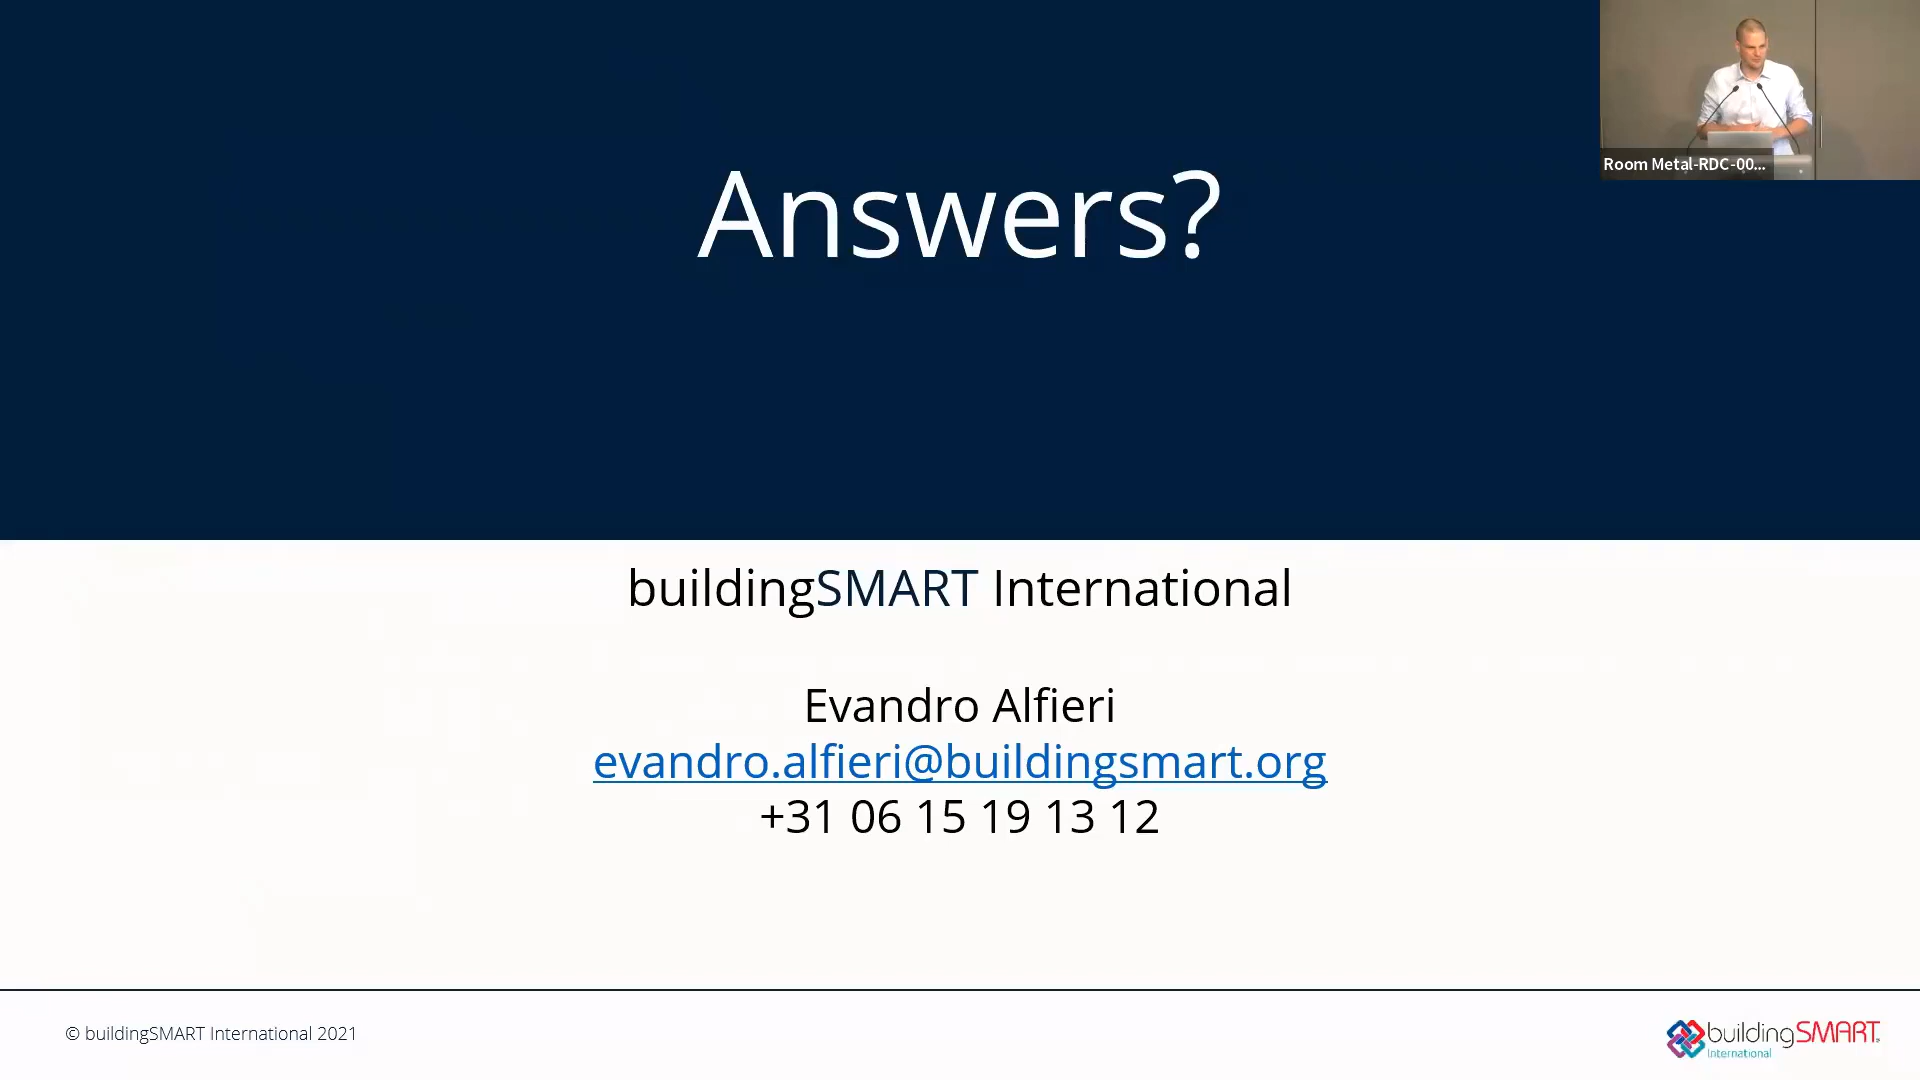 Answers?
Room Metal-RDC-00...
buildingSMART International
Evandro Alfieri
evandro.alfieri@buildingsmart.org
+31 06 15 19 13 12
© buildingSMART International 2021
buildingSMART®
International